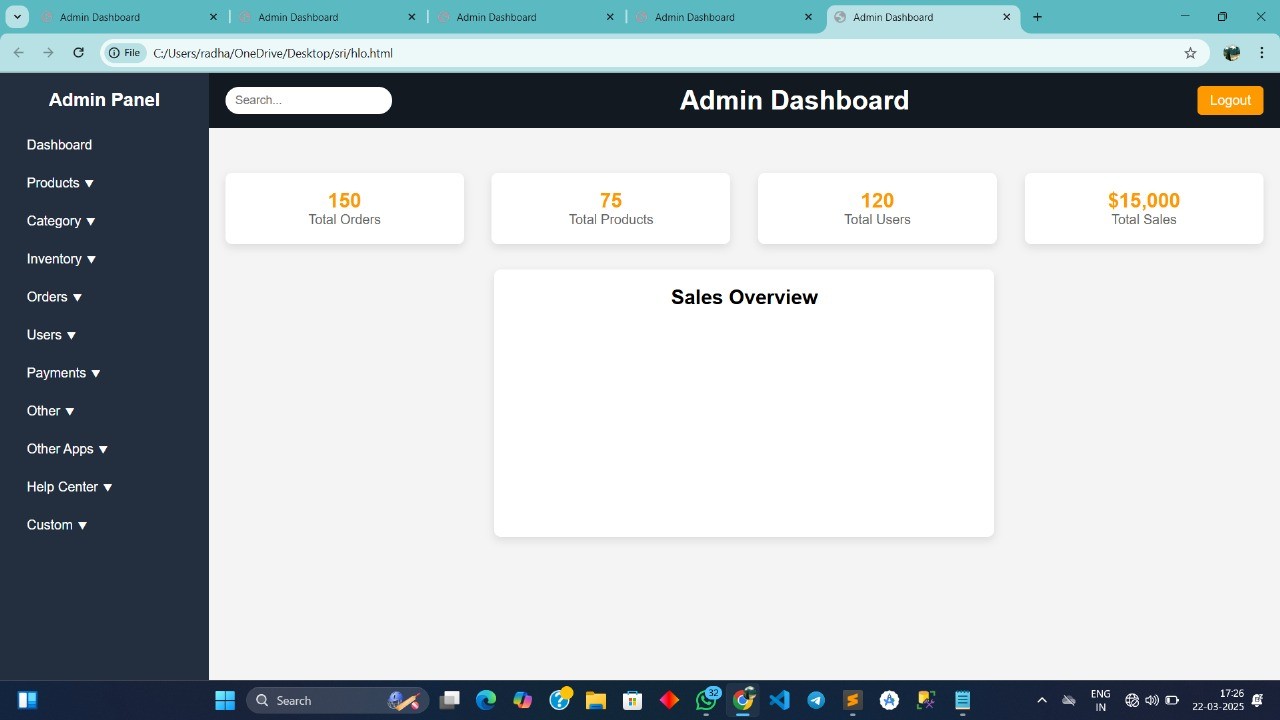 Admin Dashboard Admin Dashboard Admin Dashboard Admin Dashboard Admin Dashboard
File C:/Users/radha/OneDrive/Desktop/sri/hlo.html
Admin Panel
Search...
Admin Dashboard
Logout
Dashboard
Products ▼
Category ▼
Inventory ▼
Orders ▼
Users ▼
Payments ▼
Other ▼
Other Apps ▼
Help Center ▼
Custom ▼
150
Total Orders
75
Total Products
120
Total Users
$15,000
Total Sales
Sales Overview
Search
32
ENG
IN
17:26
22-03-2025